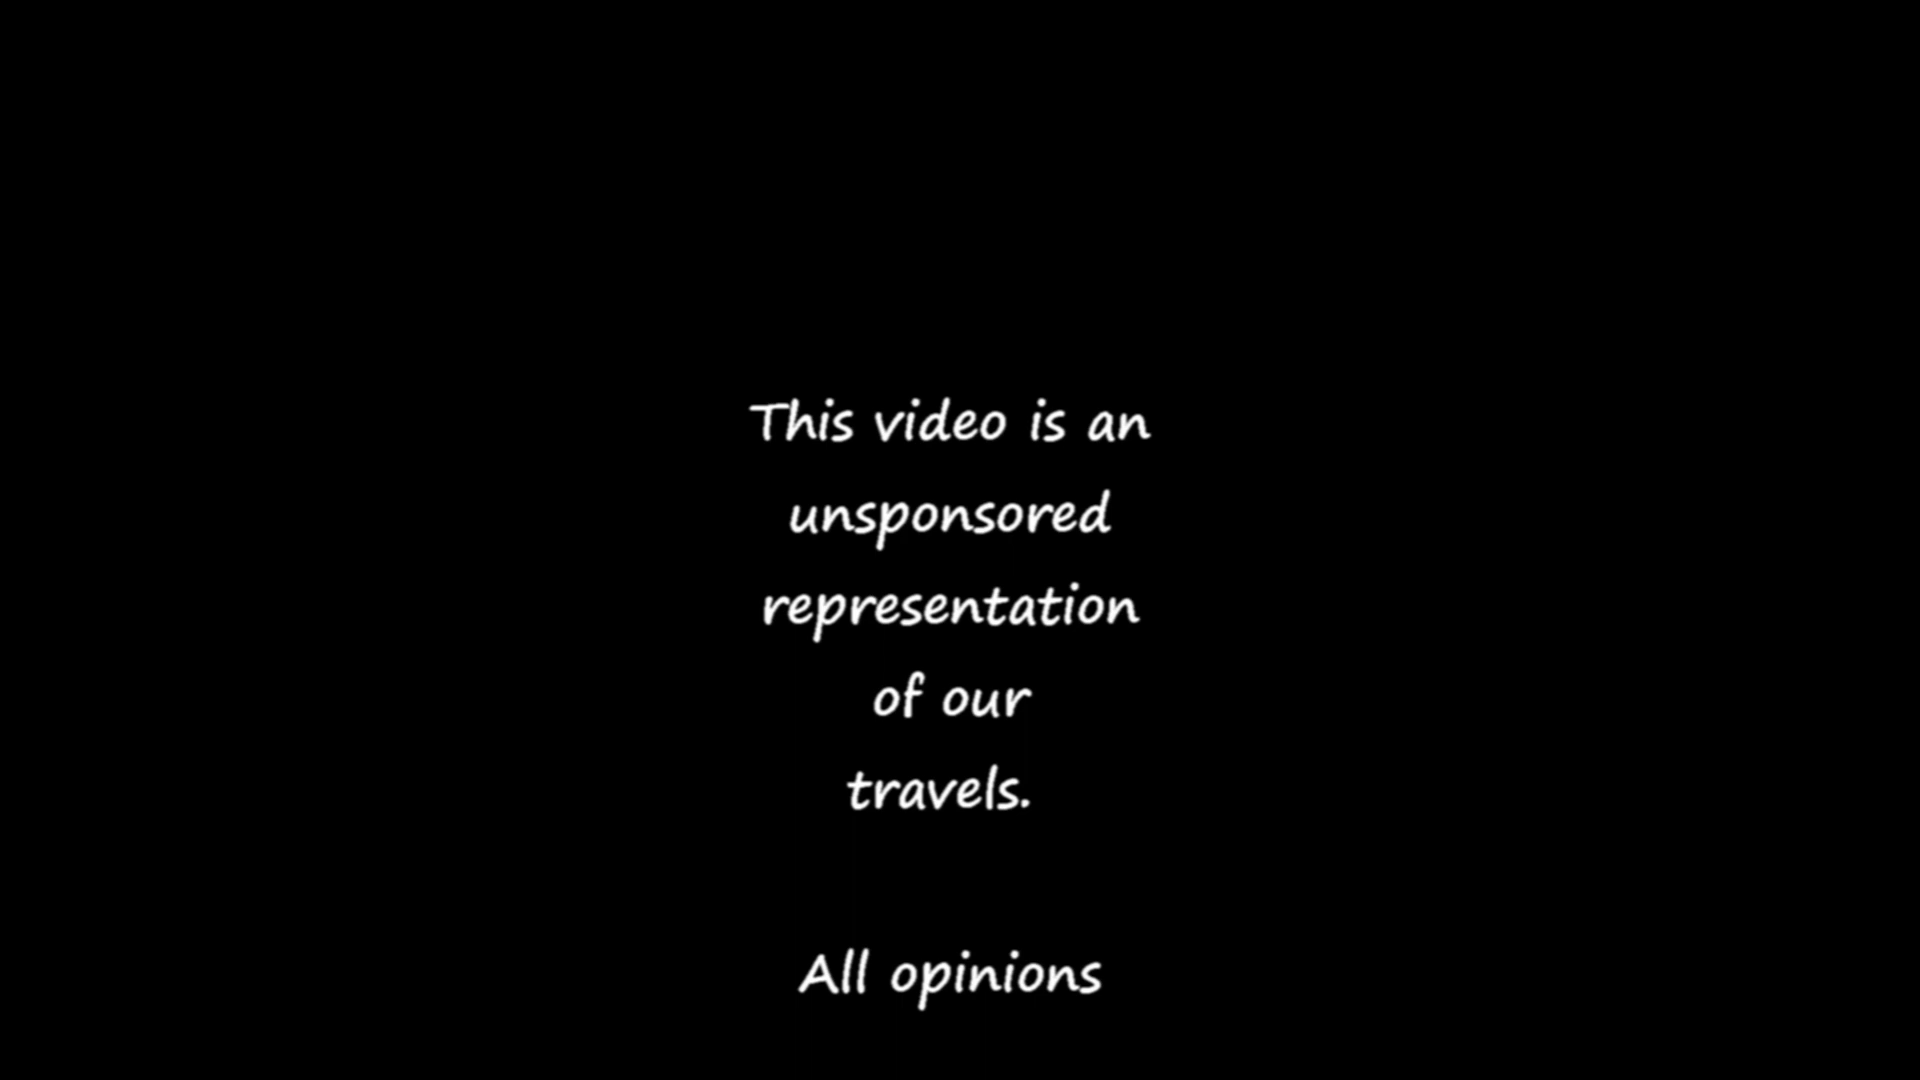 This video is an
unsponsored
representation
of our
travels.
All opinions